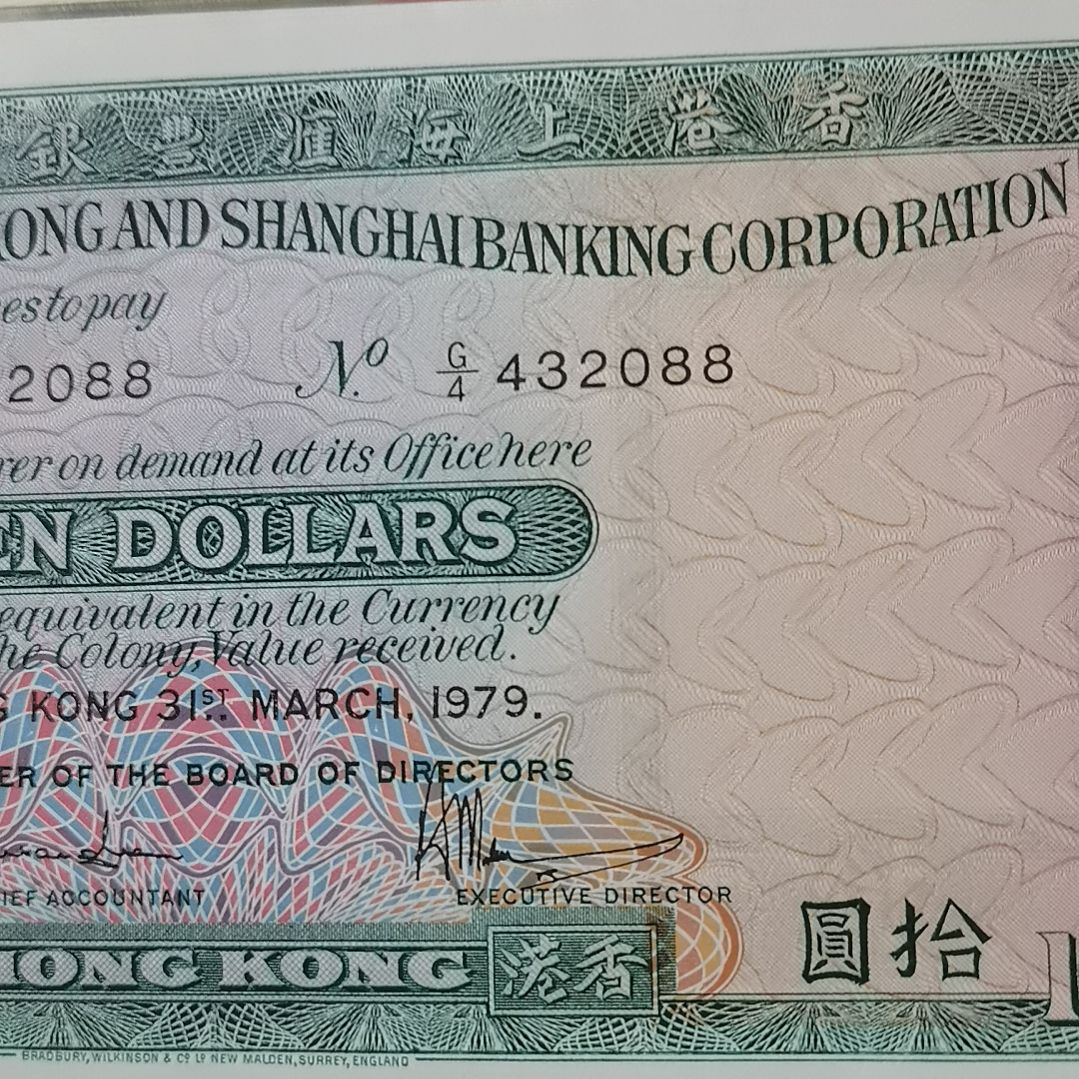 銀豐滙海上港香
ONG AND SHANGHAI BANKING CORPORATION
es to pay
2088 Nº G/4 432088
rer on demand at its Office here
EN DOLLARS
equivalent in the Currency
he Colony, Value received.
G KONG 31ST MARCH, 1979.
ER OF THE BOARD OF DIRECTORS
IEF ACCOUNTANT EXECUTIVE DIRECTOR
圓拾
HONG KONG 港香
BRADBURY, WILKINSON & Cº Lº NEW MALDEN, SURREY, ENGLAND